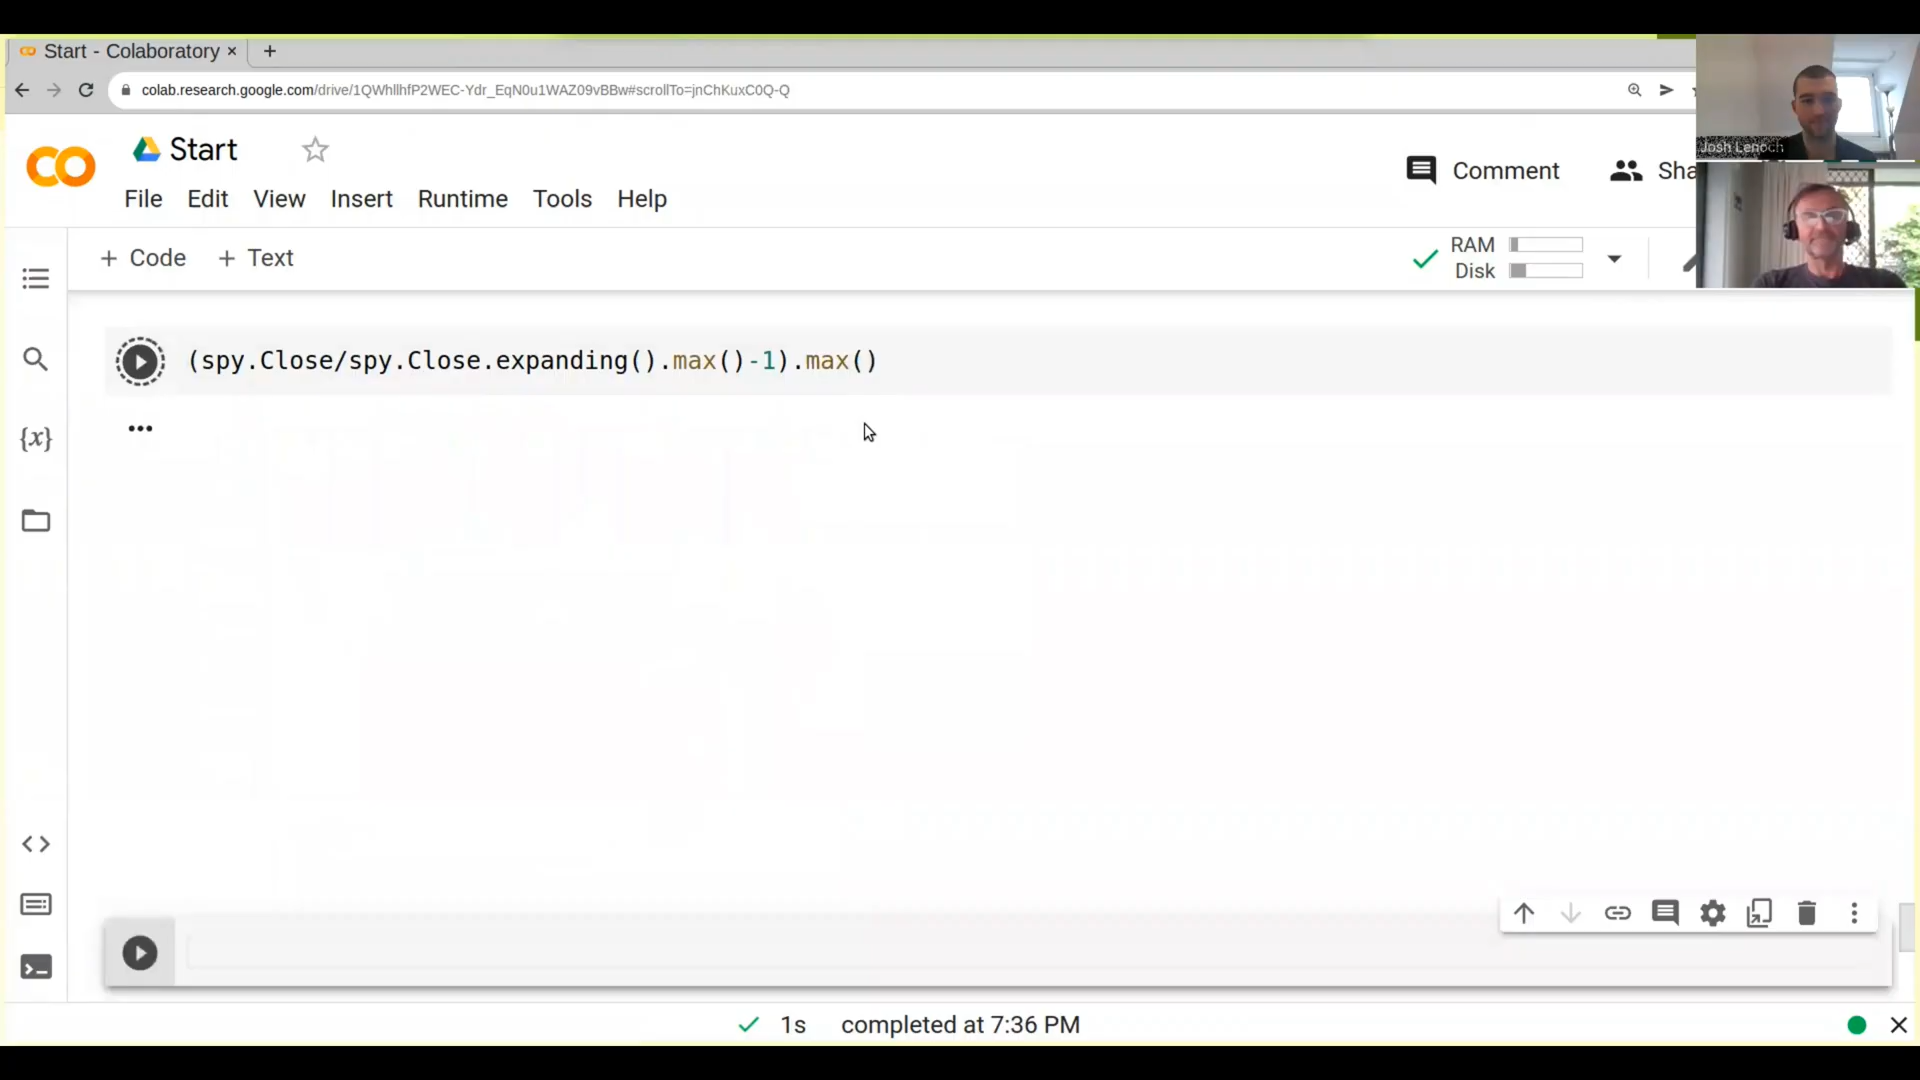 Start - Colaboratory
colab.research.google.com/drive/1QWhllhfP2WEC-Ydr_EqN0u1WAZ09vBBw#scrollTo=jnChKuxC0Q-Q
Start
Comment
Sha
Josh Lenoch
File Edit View Insert Runtime Tools Help
+ Code + Text
RAM
Disk
{x}
(spy.Close/spy.Close.expanding().max()-1).max()
1s completed at 7:36 PM